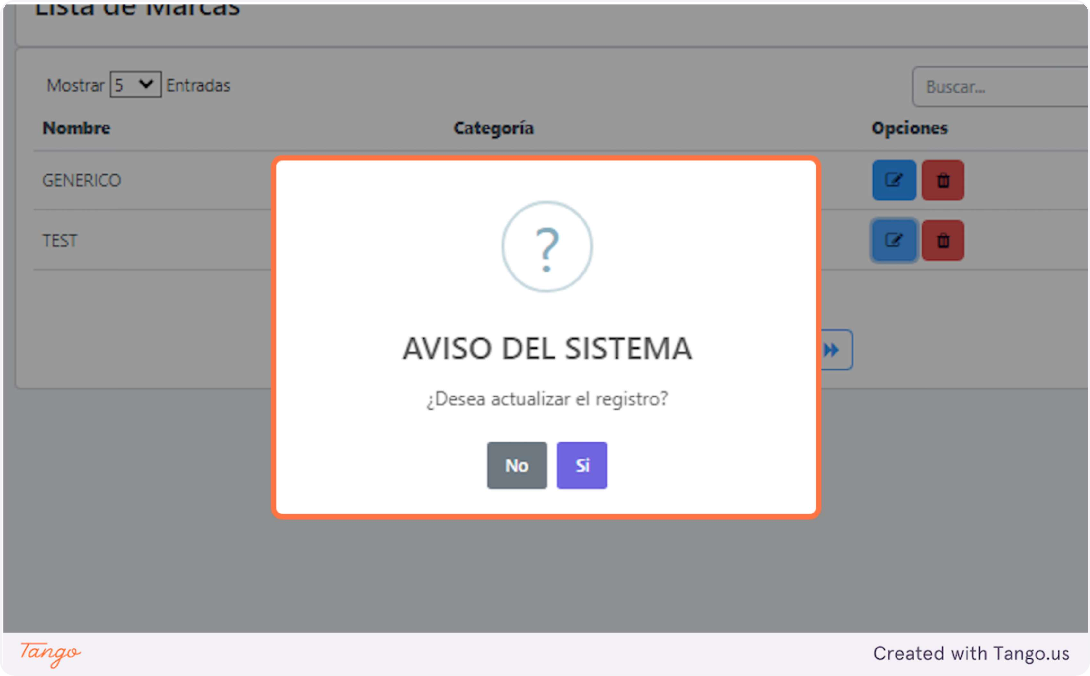 Lista de Marcas
Mostrar 5 Entradas
Buscar...
Nombre Categoría Opciones
GENERICO
TEST
?
AVISO DEL SISTEMA
¿Desea actualizar el registro?
No Si
Tango Created with Tango.us